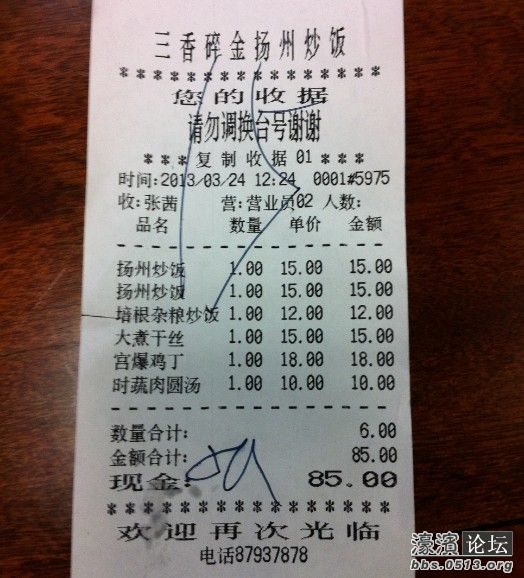 三香碎金扬州炒饭
*******************
您的收据
请勿调换台号谢谢
***复制收据01***
时间:2013/03/24 12:24 0001#5975
收:张茜 营:营业员02 人数:
品名 数量 单价 金额
扬州炒饭 1.00 15.00 15.00
扬州炒饭 1.00 15.00 15.00
培根杂粮炒饭 1.00 12.00 12.00
大煮干丝 1.00 15.00 15.00
宫爆鸡丁 1.00 18.00 18.00
时蔬肉圆汤 1.00 10.00 10.00
数量合计: 6.00
金额合计: 85.00
现金: 85.00
*******************
欢迎再次光临
电话87937878
濠滨论坛
bbs.0513.org